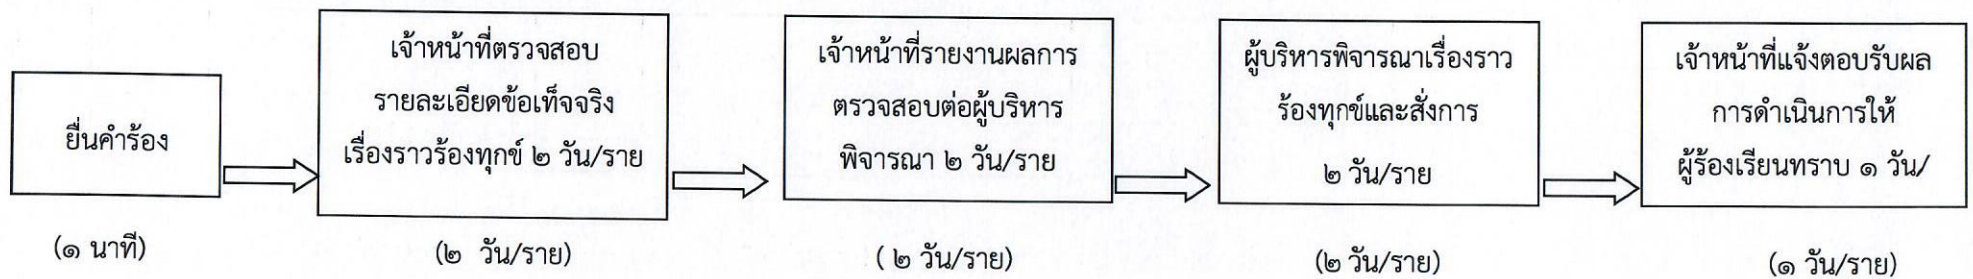 ยื่นคำร้อง
(๑ นาที)
เจ้าหน้าที่ตรวจสอบ
รายละเอียดข้อเท็จจริง
เรื่องราวร้องทุกข์ ๒ วัน/ราย
(๒ วัน/ราย)
เจ้าหน้าที่รายงานผลการ
ตรวจสอบต่อผู้บริหาร
พิจารณา ๒ วัน/ราย
( ๒ วัน/ราย)
ผู้บริหารพิจารณาเรื่องราว
ร้องทุกข์และสั่งการ
๒ วัน/ราย
(๒ วัน/ราย)
เจ้าหน้าที่แจ้งตอบรับผล
การดำเนินการให้
ผู้ร้องเรียนทราบ ๑ วัน/
(๑ วัน/ราย)